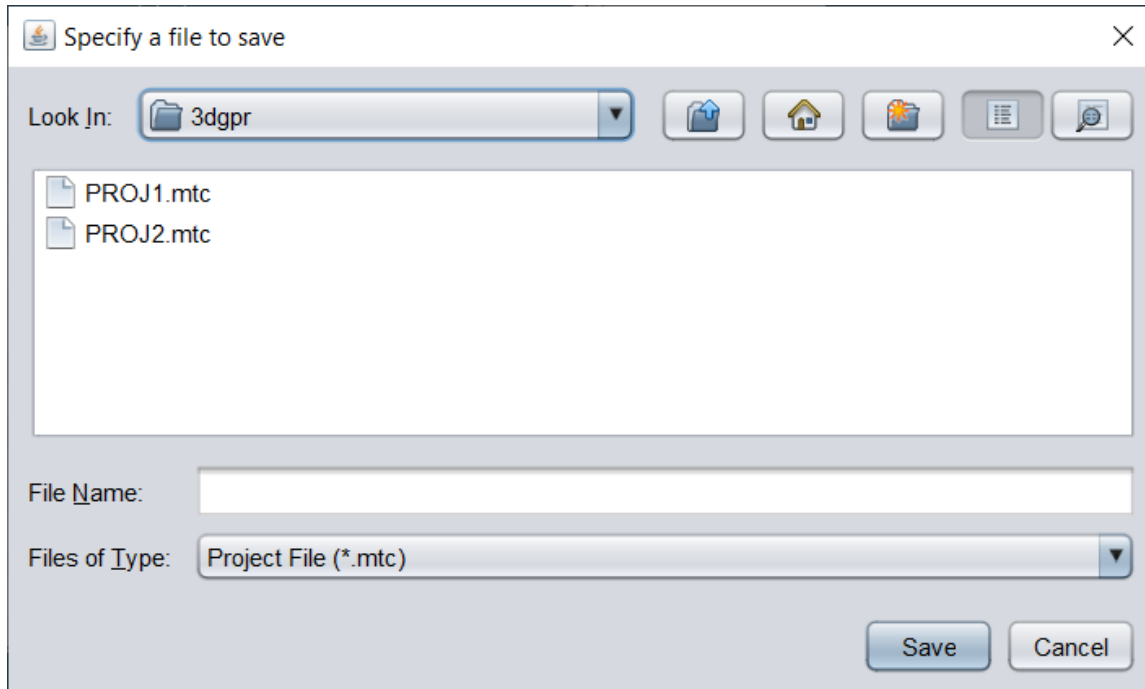 Specify a file to save
Look In: 3dgpr
PROJ1.mtc
PROJ2.mtc
File Name:
Files of Type: Project File (*.mtc)
Save Cancel